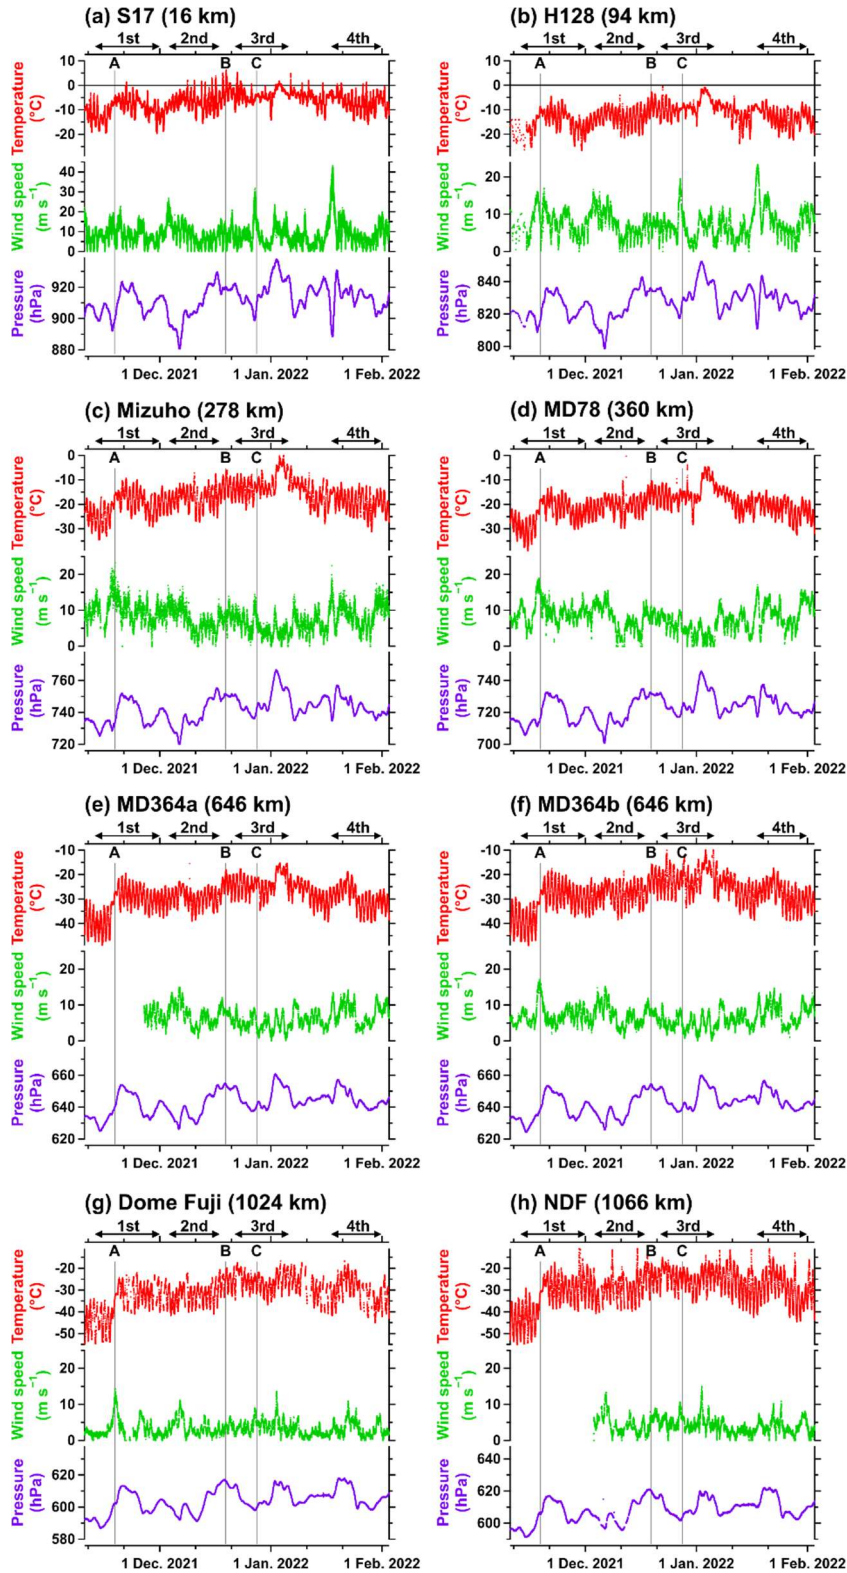 (a) S17 (16 km)
1st 2nd 3rd 4th
A B C
Temperature
(°C)
10
0
-10
-20
Wind speed
(m s⁻¹)
40
30
20
10
0
Pressure
(hPa)
920
900
880
1 Dec. 2021 1 Jan. 2022 1 Feb. 2022
(b) H128 (94 km)
1st 2nd 3rd 4th
A B C
Temperature
(°C)
10
0
-10
-20
Wind speed
(m s⁻¹)
20
10
0
Pressure
(hPa)
840
820
800
1 Dec. 2021 1 Jan. 2022 1 Feb. 2022
(c) Mizuho (278 km)
1st 2nd 3rd 4th
A B C
Temperature
(°C)
0
-10
-20
-30
Wind speed
(m s⁻¹)
20
10
0
Pressure
(hPa)
760
740
720
1 Dec. 2021 1 Jan. 2022 1 Feb. 2022
(d) MD78 (360 km)
1st 2nd 3rd 4th
A B C
Temperature
(°C)
0
-10
-20
-30
Wind speed
(m s⁻¹)
20
10
0
Pressure
(hPa)
740
720
700
1 Dec. 2021 1 Jan. 2022 1 Feb. 2022
(e) MD364a (646 km)
1st 2nd 3rd 4th
A B C
Temperature
(°C)
-10
-20
-30
-40
Wind speed
(m s⁻¹)
20
10
0
Pressure
(hPa)
660
640
620
1 Dec. 2021 1 Jan. 2022 1 Feb. 2022
(f) MD364b (646 km)
1st 2nd 3rd 4th
A B C
Temperature
(°C)
-10
-20
-30
-40
Wind speed
(m s⁻¹)
20
10
0
Pressure
(hPa)
660
640
620
1 Dec. 2021 1 Jan. 2022 1 Feb. 2022
(g) Dome Fuji (1024 km)
1st 2nd 3rd 4th
A B C
Temperature
(°C)
-20
-30
-40
-50
Wind speed
(m s⁻¹)
20
10
0
Pressure
(hPa)
620
600
580
1 Dec. 2021 1 Jan. 2022 1 Feb. 2022
(h) NDF (1066 km)
1st 2nd 3rd 4th
A B C
Temperature
(°C)
-20
-30
-40
-50
Wind speed
(m s⁻¹)
20
10
0
Pressure
(hPa)
640
620
600
1 Dec. 2021 1 Jan. 2022 1 Feb. 2022